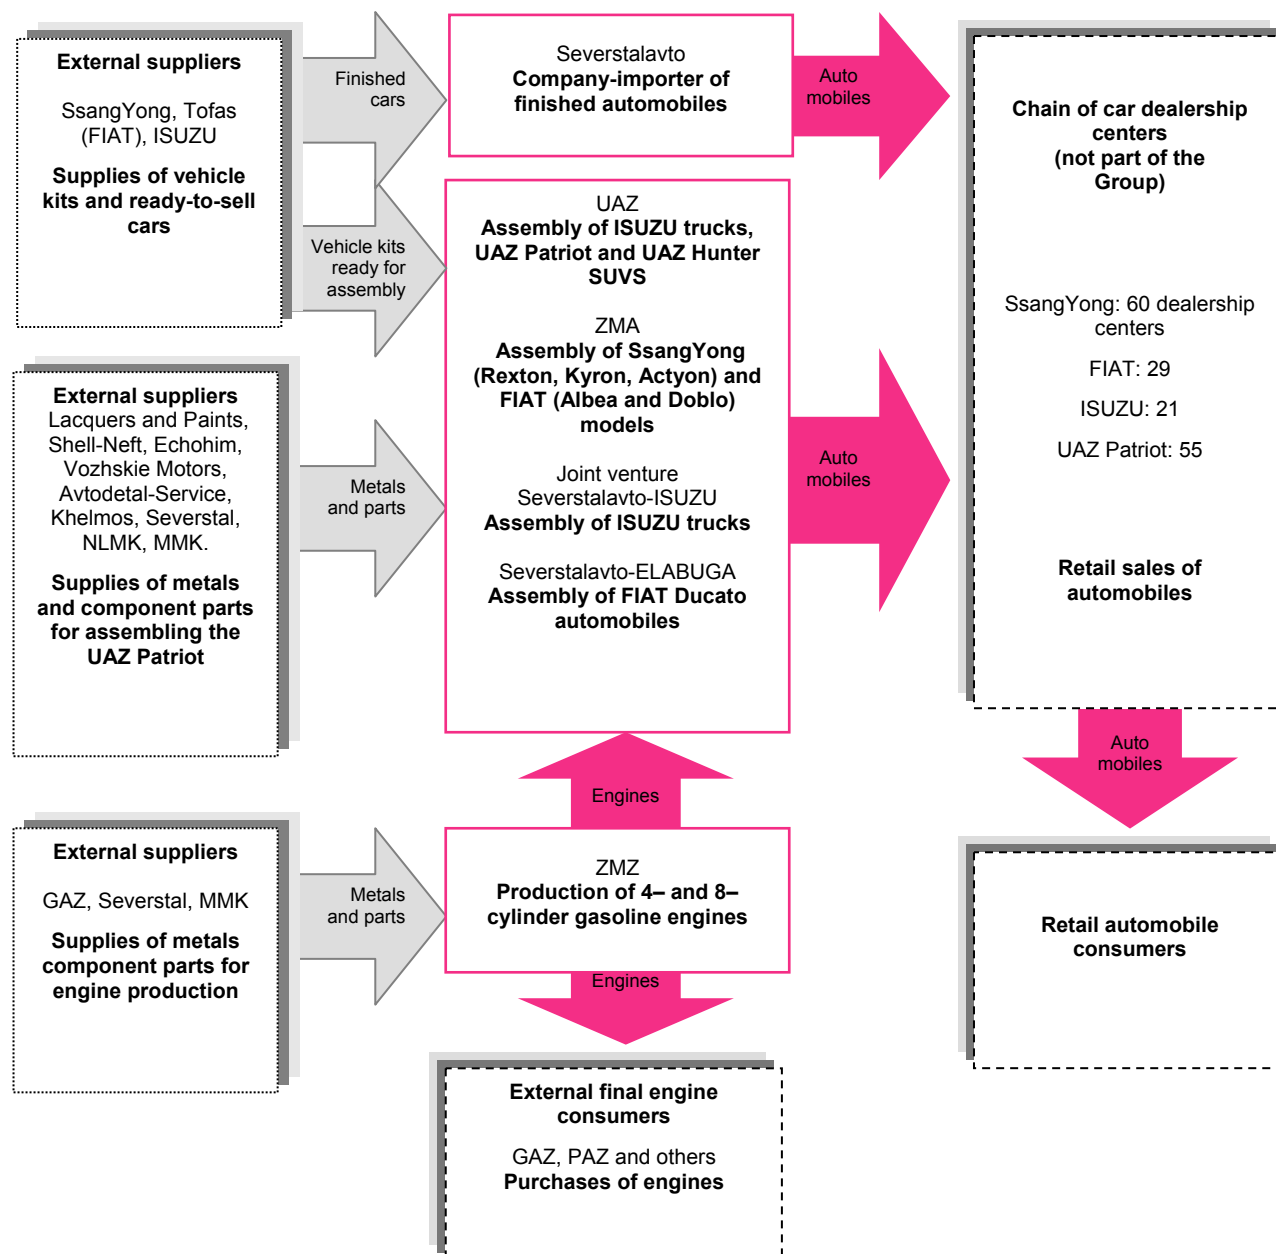 External suppliers
SsangYong, Tofas
(FIAT), ISUZU
Supplies of vehicle
kits and ready-to-sell
cars
Finished
cars
Vehicle kits
ready for
assembly
Severstalavto
Company-importer of
finished automobiles
Auto
mobiles
Chain of car dealership
centers
(not part of the
Group)
SsangYong: 60 dealership
centers
FIAT: 29
ISUZU: 21
UAZ Patriot: 55
Retail sales of
automobiles
UAZ
Assembly of ISUZU trucks,
UAZ Patriot and UAZ Hunter
SUVS
ZMA
Assembly of SsangYong
(Rexton, Kyron, Actyon) and
FIAT (Albea and Doblo)
models
Joint venture
Severstalavto-ISUZU
Assembly of ISUZU trucks
Severstalavto-ELABUGA
Assembly of FIAT Ducato
automobiles
Auto
mobiles
External suppliers
Lacquers and Paints,
Shell-Neft, Echohim,
Vozhskie Motors,
Avtodetal-Service,
Khelmos, Severstal,
NLMK, MMK.
Supplies of metals
and component parts
for assembling the
UAZ Patriot
Metals
and parts
Auto
mobiles
Engines
External suppliers
GAZ, Severstal, MMK
Supplies of metals
component parts for
engine production
Metals
and parts
ZMZ
Production of 4– and 8–
cylinder gasoline engines
Engines
Retail automobile
consumers
External final engine
consumers
GAZ, PAZ and others
Purchases of engines